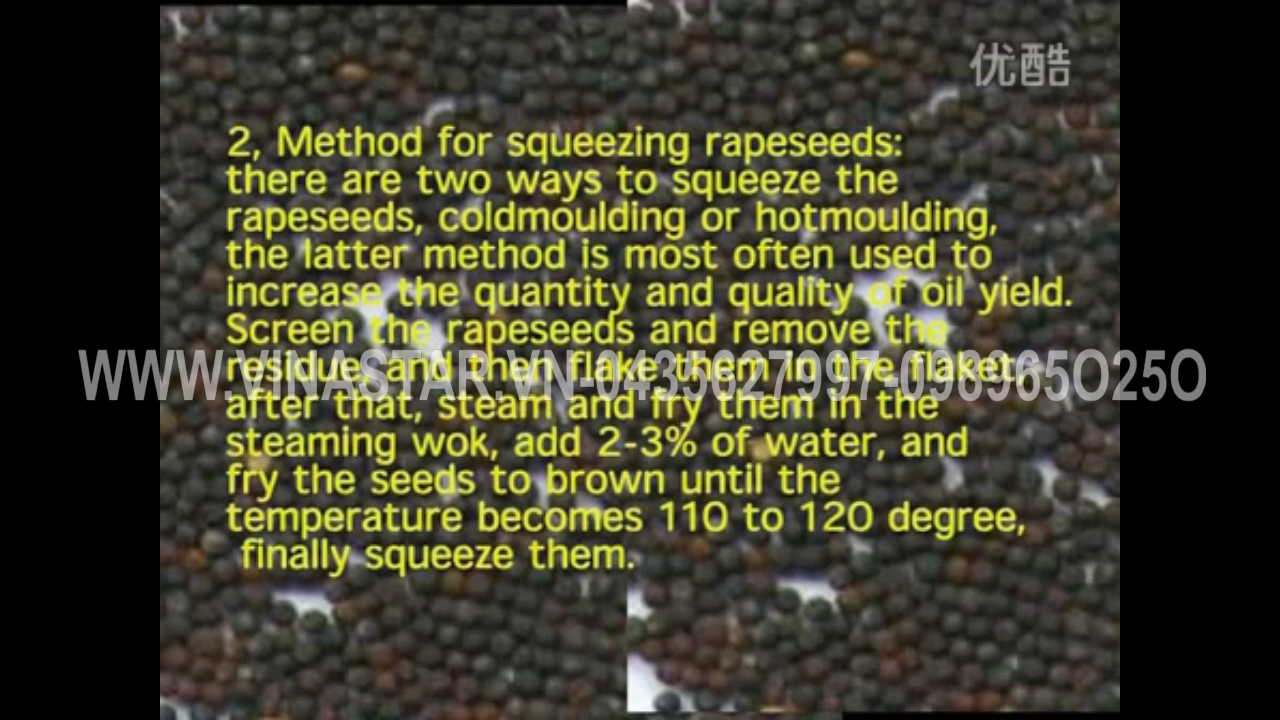 优酷
2, Method for squeezing rapeseeds:
there are two ways to squeeze the
rapeseeds, coldmoulding or hotmoulding,
the latter method is most often used to
increase the quantity and quality of oil yield.
Screen the rapeseeds and remove the
residue, and then flake them in the flaket,
WWW.VINASTAR.VN-0435627997-098965O25O
after that, steam and fry them in the
steaming wok, add 2-3% of water, and
fry the seeds to brown until the
temperature becomes 110 to 120 degree,
finally squeeze them.